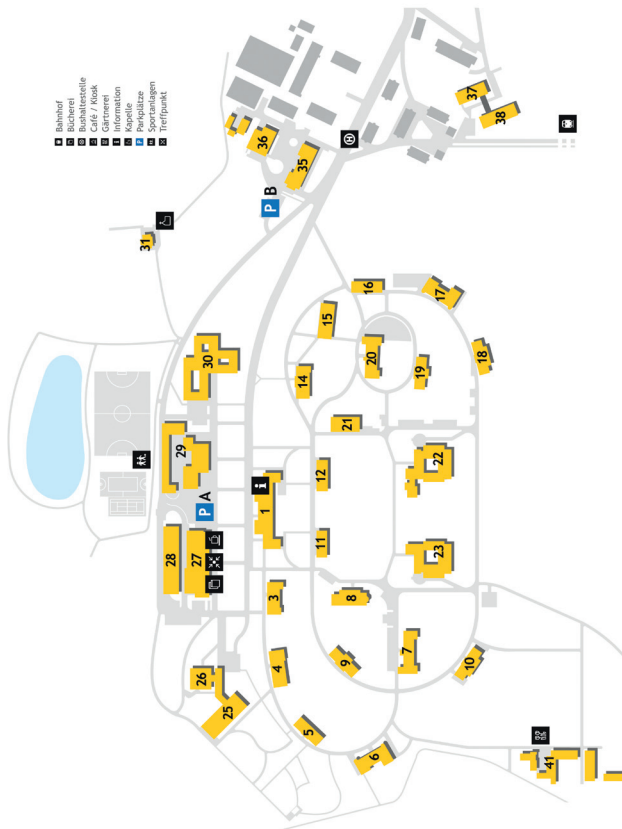 Bahnhof
Bücherei
Bushaltestelle
Café / Kiosk
Gärtnerei
Information
Kapelle
P Parkplätze
Sportanlagen
Treffpunkt
31
36
35
P B
H
37
38
30
29
P A
28
27
26
25
i
1
3
4
5
6
7
8
9
10
11
12
14
15
16
17
18
19
20
21
22
23
41